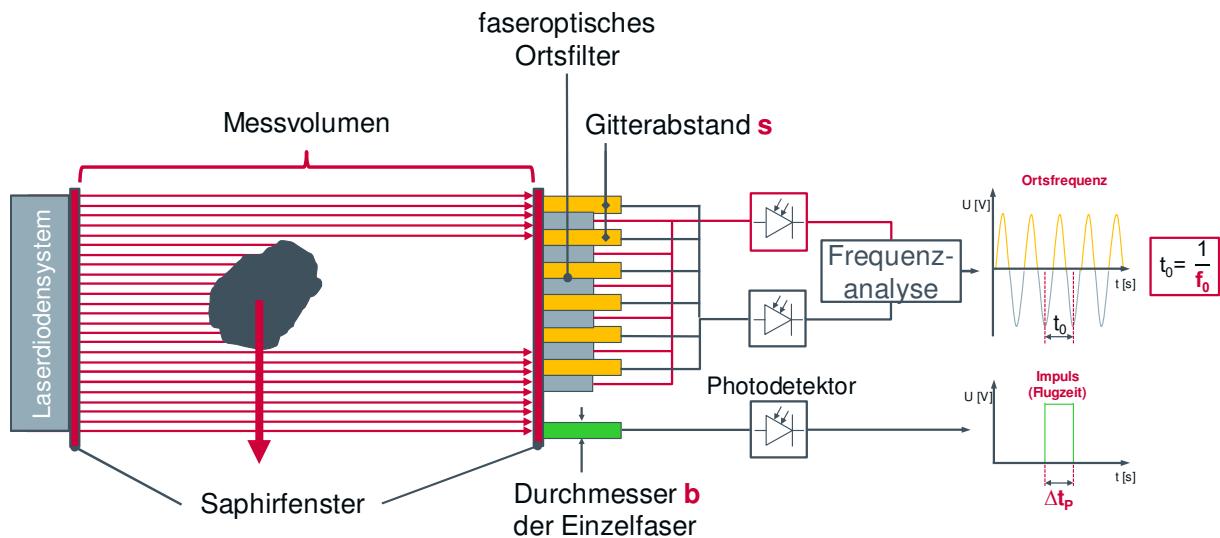 faseroptisches
Ortsfilter
Messvolumen
Gitterabstand s
Laserdiodensystem
Ortsfrequenz
U [V]
Frequenz-
analyse
t [s]
t₀
t₀= 1
f₀
Photodetektor
Impuls
(Flugzeit)
U [V]
t [s]
Δtₚ
Saphirfenster
Durchmesser b
der Einzelfaser